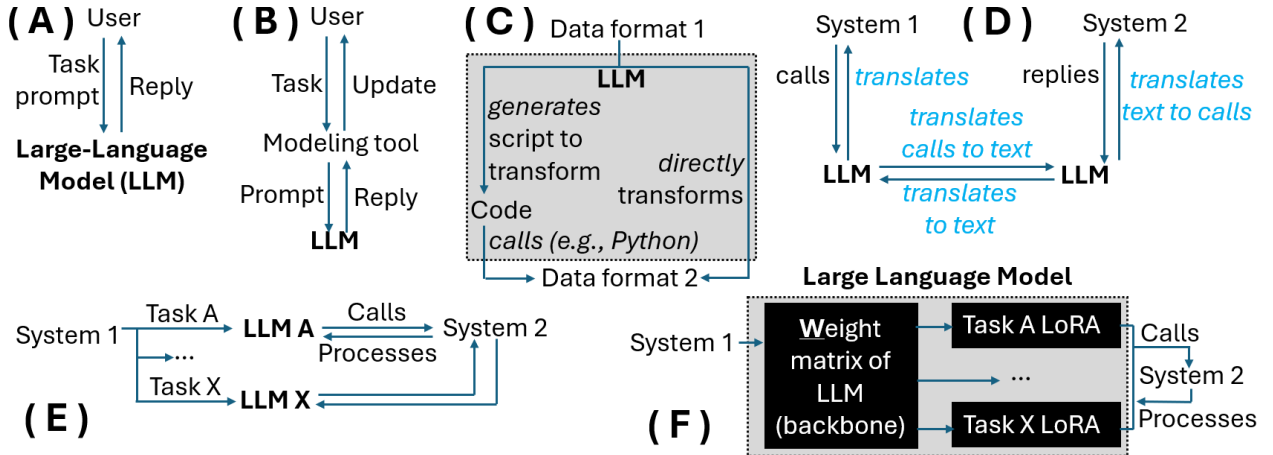 ( A )
User
Task
prompt
Reply
Large-Language
Model (LLM)
( B )
User
Task
Update
Modeling tool
Prompt
Reply
LLM
( C )
Data format 1
LLM
generates
script to
transform
directly
transforms
Code
calls (e.g., Python)
Data format 2
( D )
System 1
System 2
calls
translates
replies
translates
text to calls
translates
calls to text
LLM
LLM
translates
to text
( E )
System 1
Task A
LLM A
Calls
Processes
System 2
...
Task X
LLM X
( F )
Large Language Model
System 1
Weight
matrix of
LLM
(backbone)
Task A LoRA
...
Task X LoRA
Calls
System 2
Processes